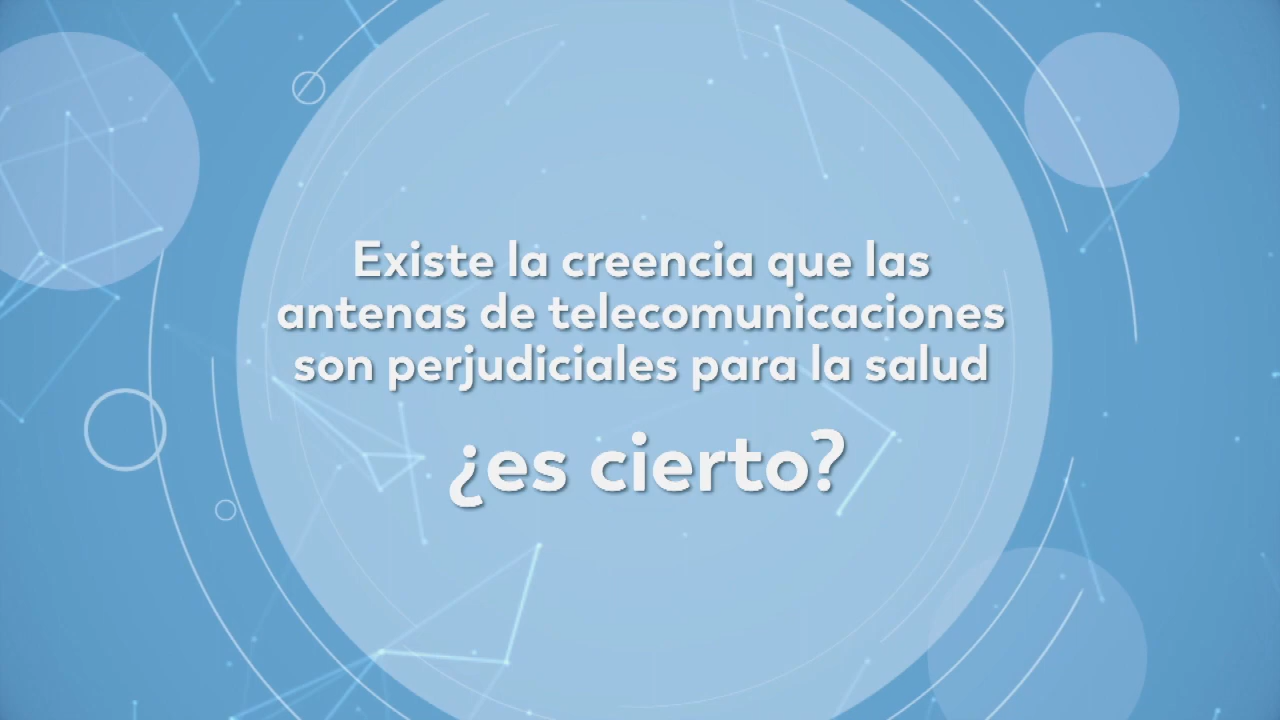 Existe la creencia que las
antenas de telecomunicaciones
son perjudiciales para la salud
¿es cierto?